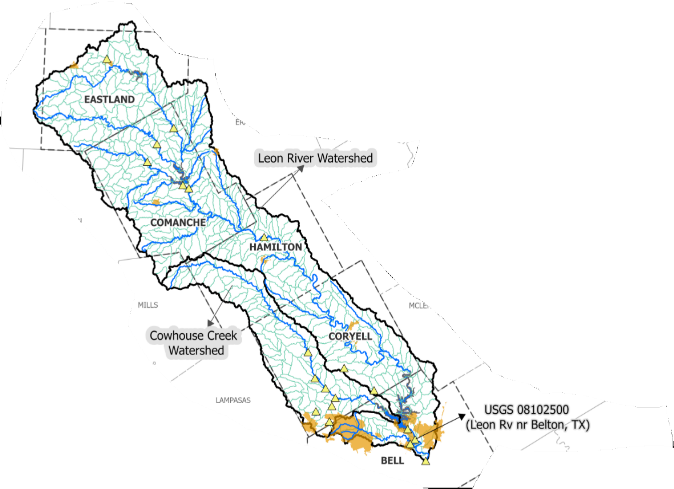 EASTLAND
ER
Leon River Watershed
COMANCHE
HAMILTON
MILLS
MCLE
Cowhouse Creek
Watershed
CORYELL
LAMPASAS
USGS 08102500
(Leon Rv nr Belton, TX)
BELL